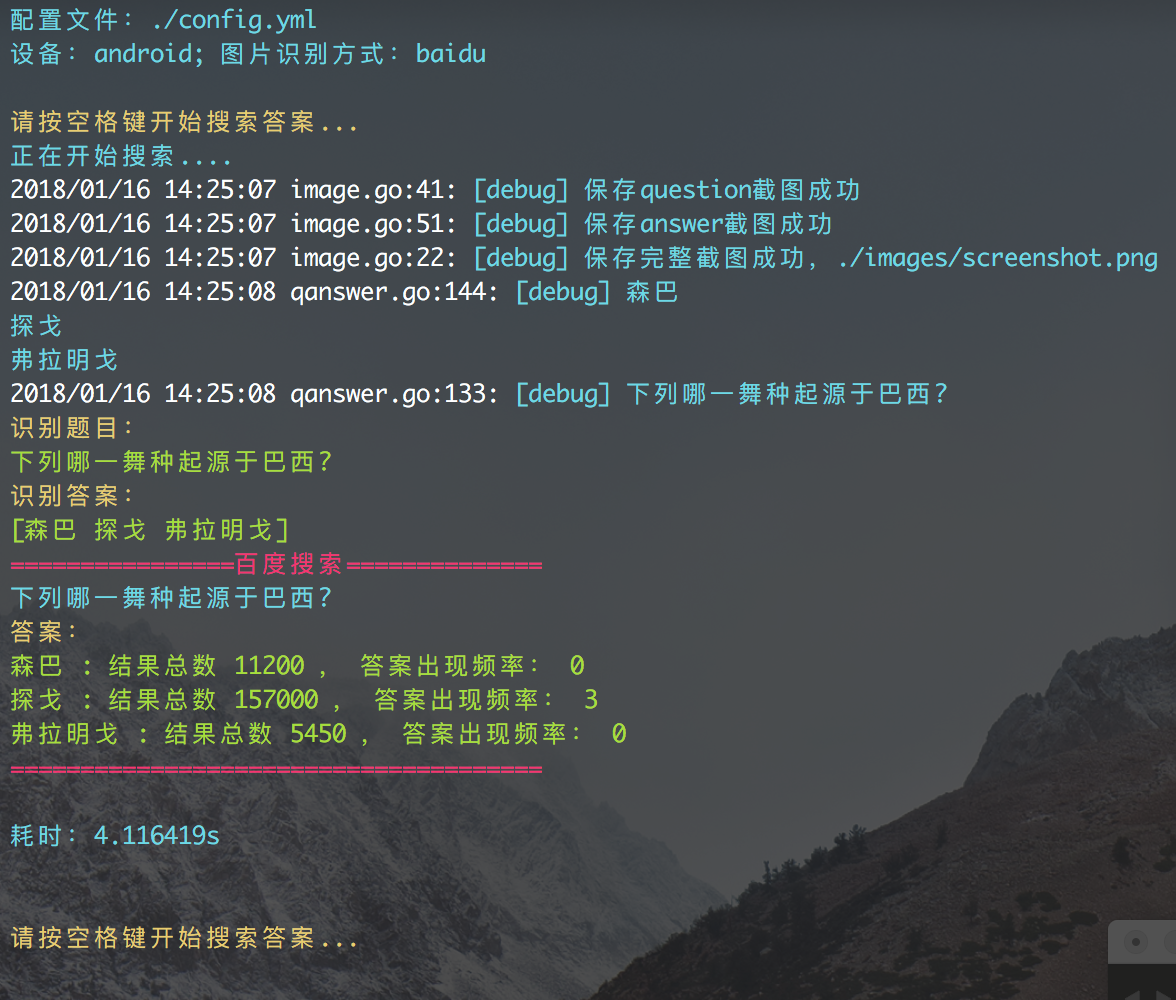 配置文件: ./config.yml
设备: android; 图片识别方式: baidu
请按空格键开始搜索答案...
正在开始搜索....
2018/01/16 14:25:07 image.go:41: [debug] 保存question截图成功
2018/01/16 14:25:07 image.go:51: [debug] 保存answer截图成功
2018/01/16 14:25:07 image.go:22: [debug] 保存完整截图成功, ./images/screenshot.png
2018/01/16 14:25:08 qanswer.go:144: [debug] 森巴
探戈
弗拉明戈
2018/01/16 14:25:08 qanswer.go:133: [debug] 下列哪一舞种起源于巴西?
识别题目:
下列哪一舞种起源于巴西?
识别答案:
[森巴 探戈 弗拉明戈]
================百度搜索==============
下列哪一舞种起源于巴西?
答案:
森巴 : 结果总数 11200 , 答案出现频率: 0
探戈 : 结果总数 157000 , 答案出现频率: 3
弗拉明戈 : 结果总数 5450 , 答案出现频率: 0
======================================
耗时: 4.116419s
请按空格键开始搜索答案...